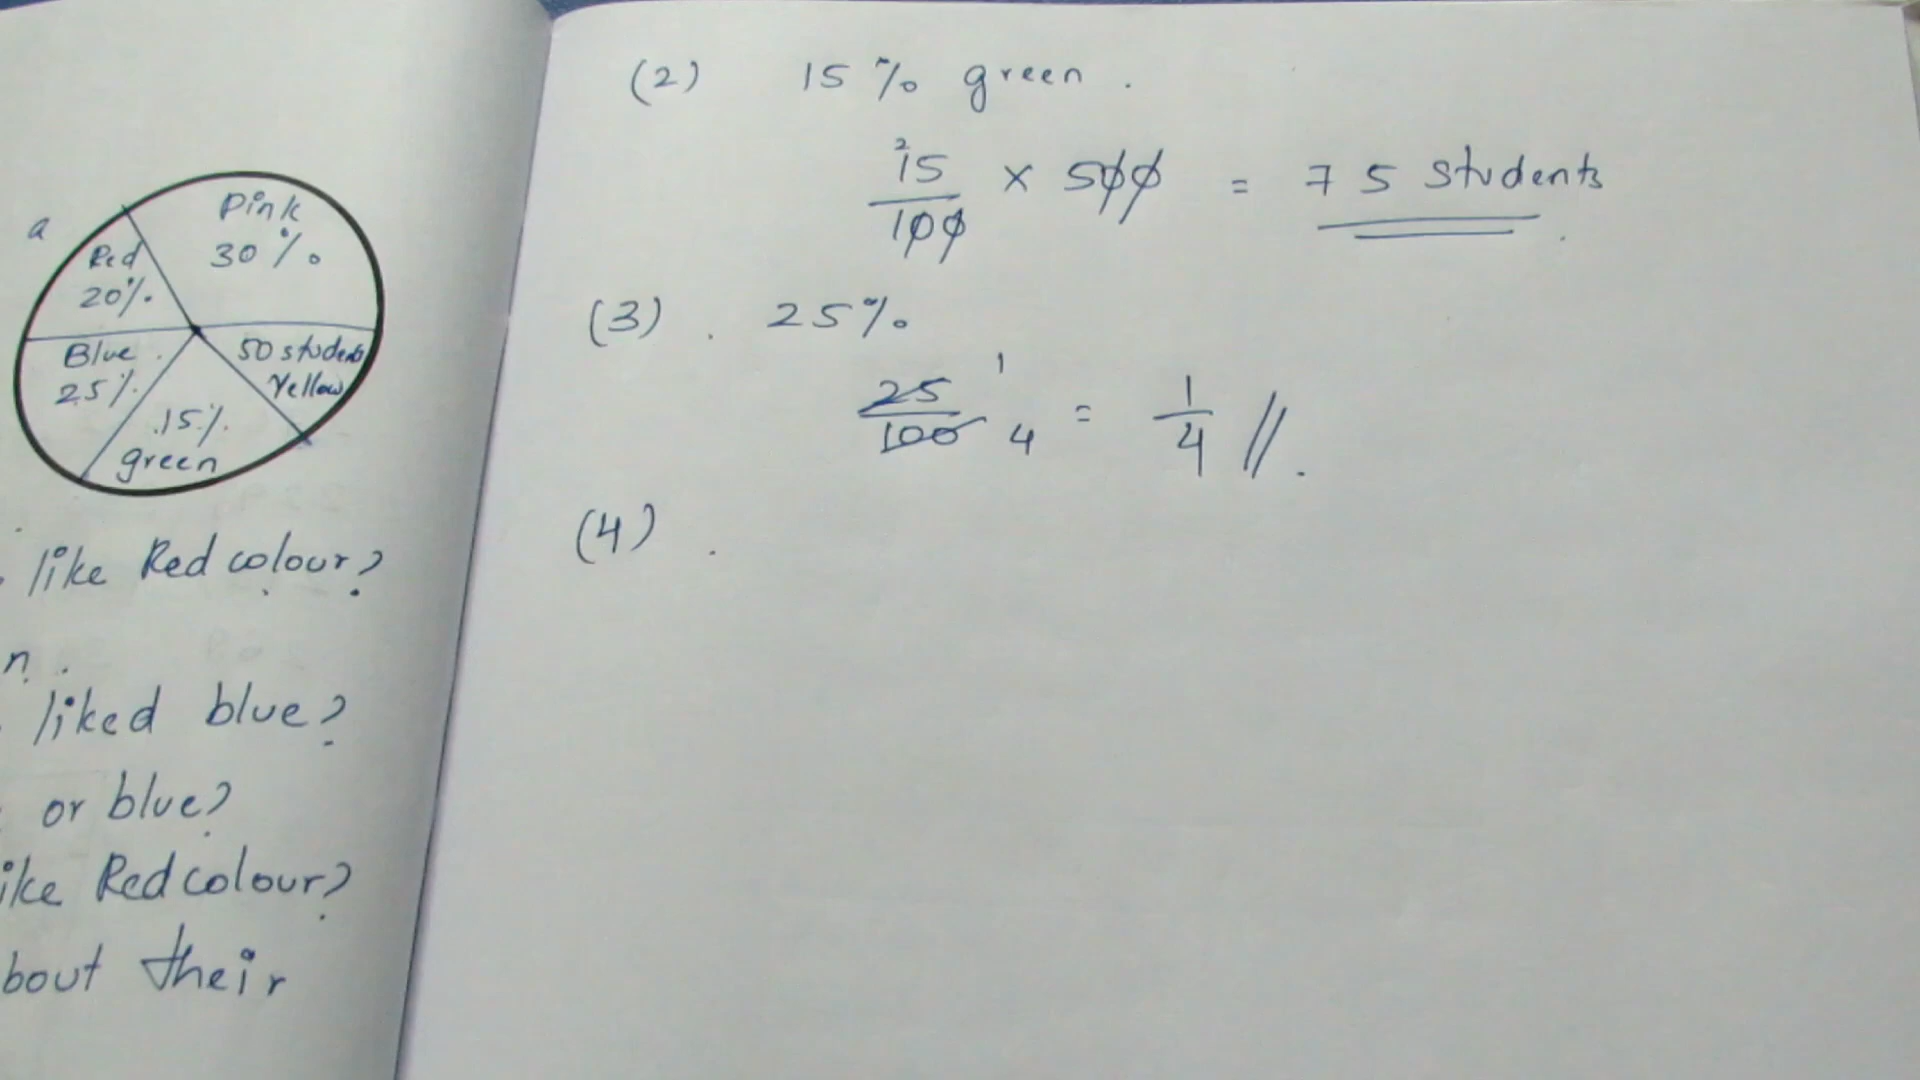 a
Pink
30%
Red
20%.
Blue
25%.
50 students
Yellow
15%.
green
like Red colour?
n.
liked blue?
or blue?
ike Red colour?
bout their
(2) 15% green.
15/100 × 500 = 75 students
(3). 25%
25/100 1 4 = 1/4 //.
(4).